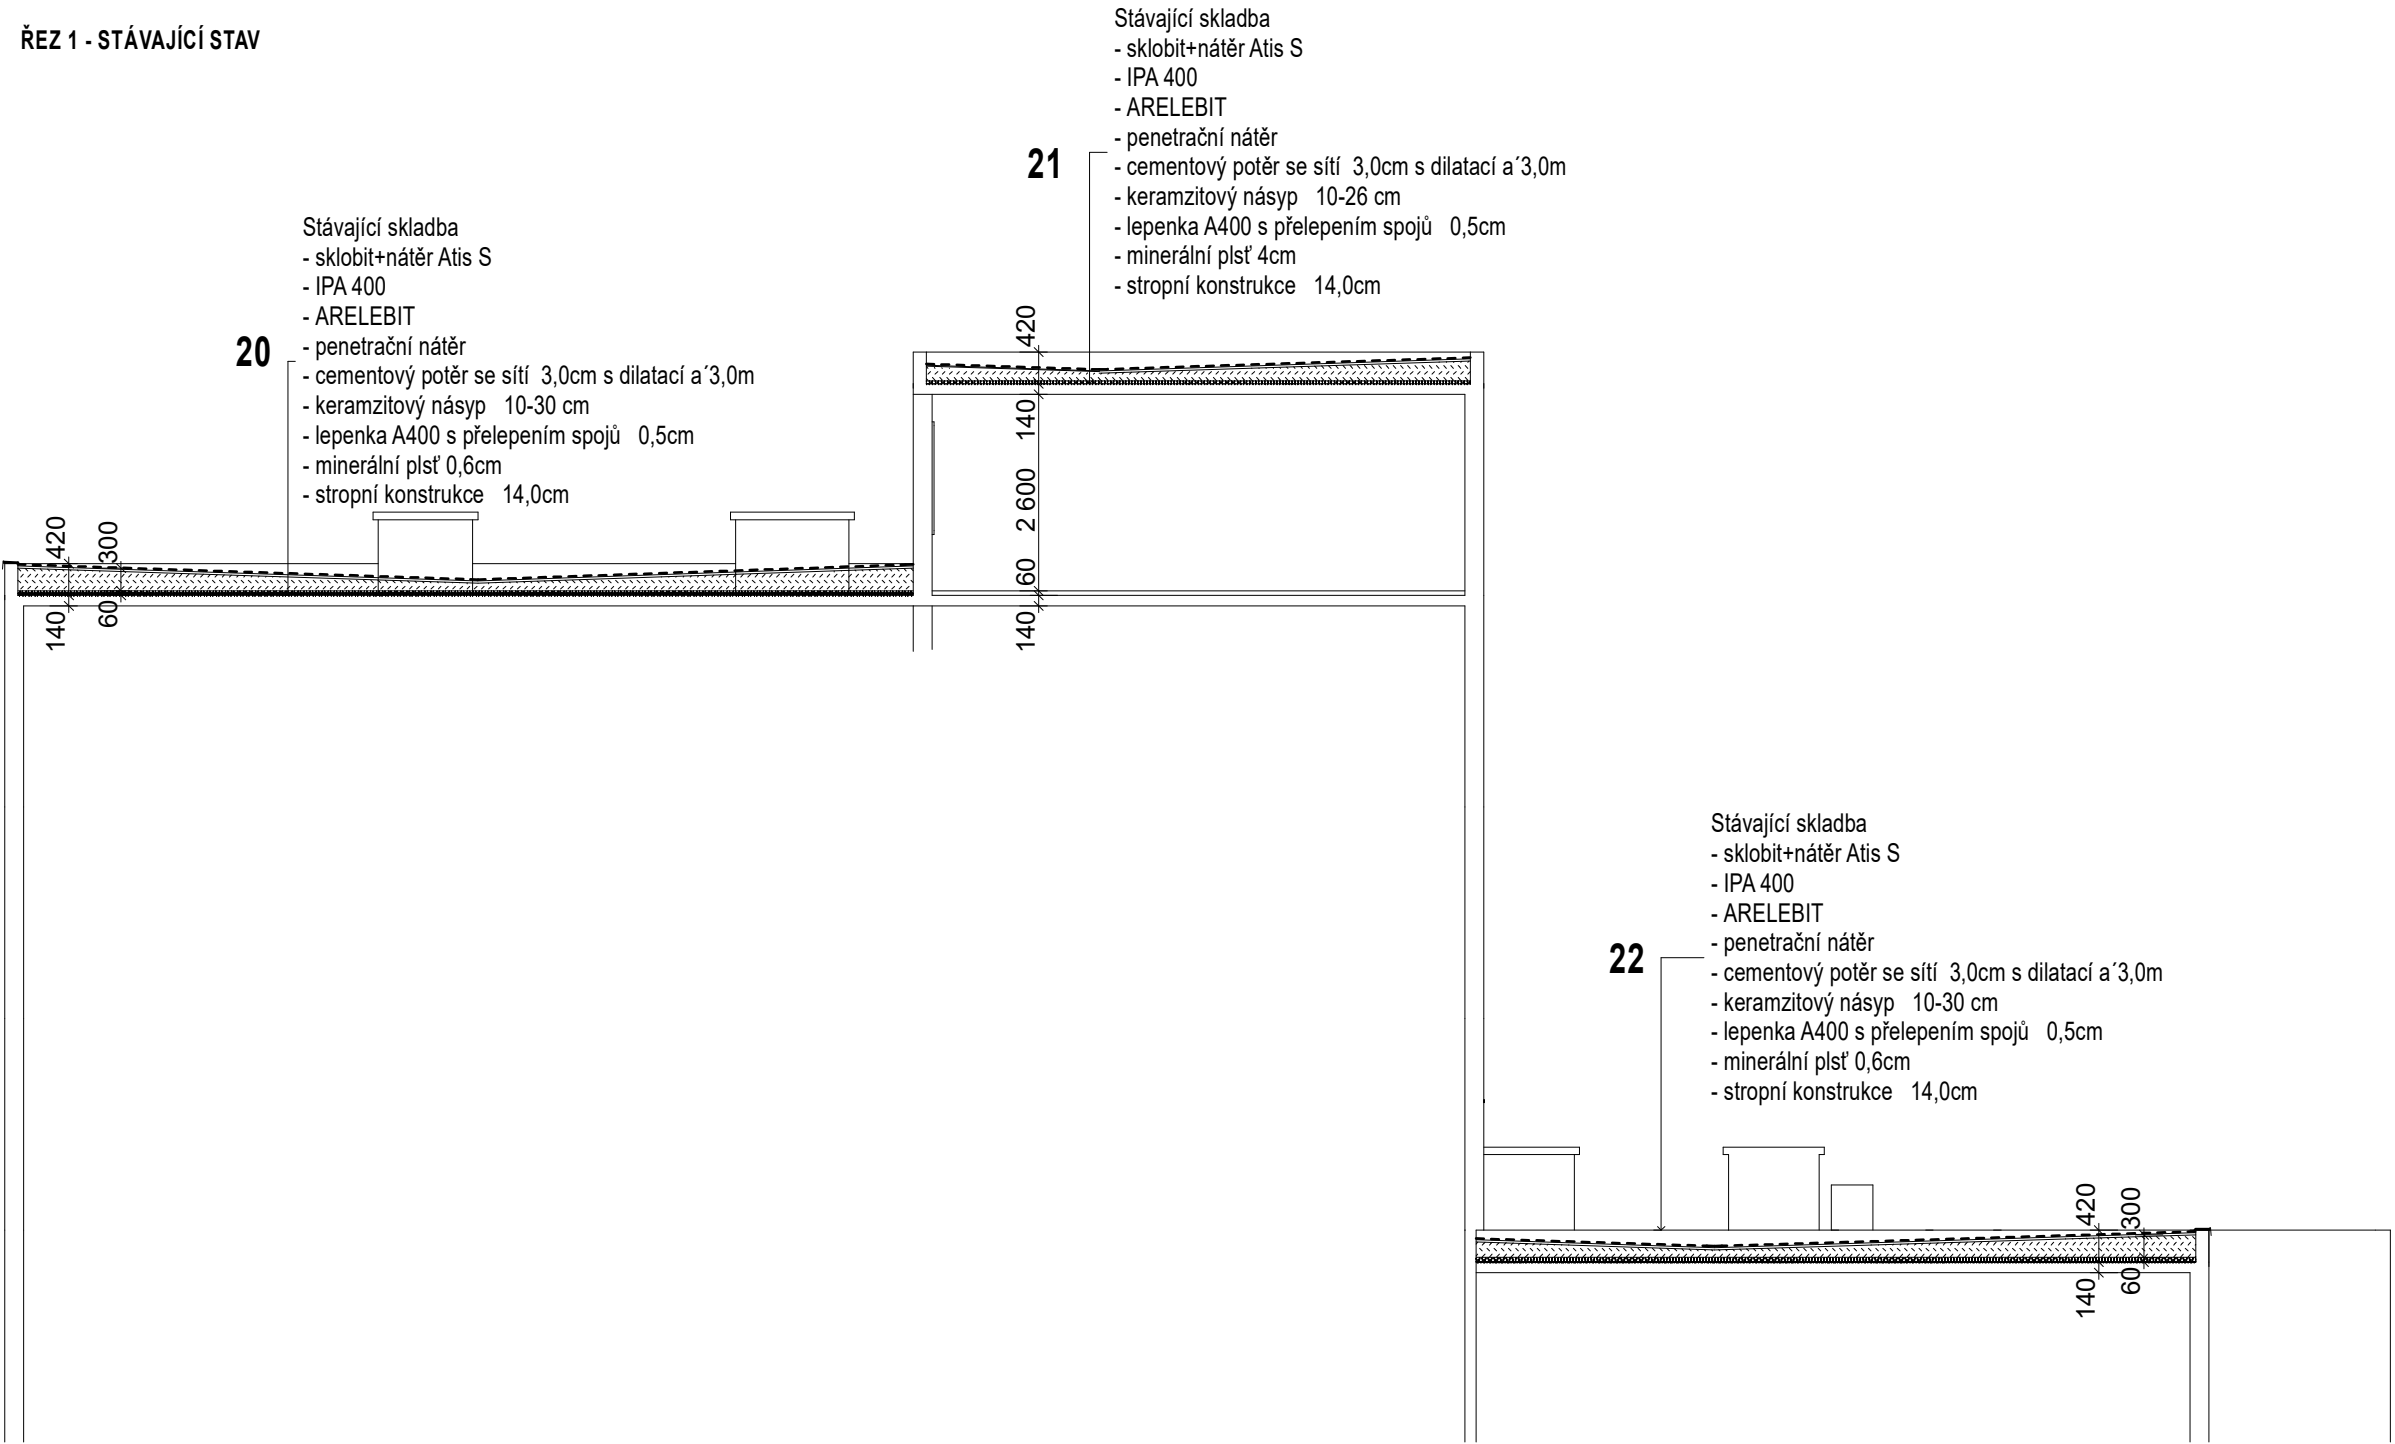 ŘEZ 1 - STÁVAJÍCÍ STAV
Stávající skladba
- sklobit+nátěr Atis S
- IPA 400
- ARELEBIT
- penetrační nátěr
- cementový potěr se sítí 3,0cm s dilatací a´3,0m
- keramzitový násyp 10-26 cm
- lepenka A400 s přelepením spojů 0,5cm
- minerální plsť 4cm
- stropní konstrukce 14,0cm
21
Stávající skladba
- sklobit+nátěr Atis S
- IPA 400
- ARELEBIT
- penetrační nátěr
- cementový potěr se sítí 3,0cm s dilatací a´3,0m
- keramzitový násyp 10-30 cm
- lepenka A400 s přelepením spojů 0,5cm
- minerální plsť 0,6cm
- stropní konstrukce 14,0cm
20
420
140
2 600
60
140
420
300
140
60
Stávající skladba
- sklobit+nátěr Atis S
- IPA 400
- ARELEBIT
- penetrační nátěr
- cementový potěr se sítí 3,0cm s dilatací a´3,0m
- keramzitový násyp 10-30 cm
- lepenka A400 s přelepením spojů 0,5cm
- minerální plsť 0,6cm
- stropní konstrukce 14,0cm
22
420
300
140
60